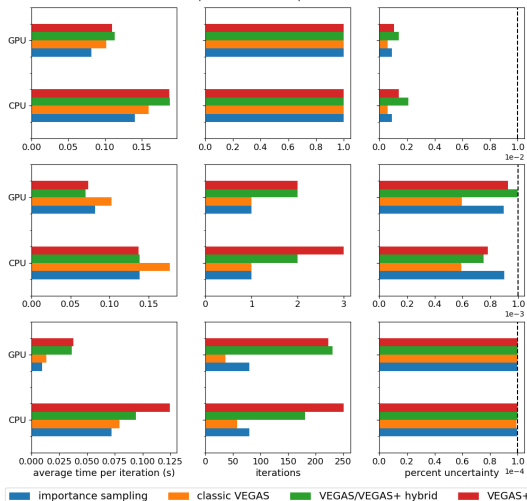 GPU
CPU
0.00 0.05 0.10 0.15
0.0 0.2 0.4 0.6 0.8 1.0
0.0 0.2 0.4 0.6 0.8 1.0
1e-2
GPU
CPU
0.00 0.05 0.10 0.15
0 1 2 3
0.0 0.2 0.4 0.6 0.8 1.0
1e-3
GPU
CPU
0.000 0.025 0.050 0.075 0.100 0.125
0 50 100 150 200 250
0.0 0.2 0.4 0.6 0.8 1.0
average time per iteration (s) iterations percent uncertainty 1e-4
importance sampling classic VEGAS VEGAS/VEGAS+ hybrid VEGAS+